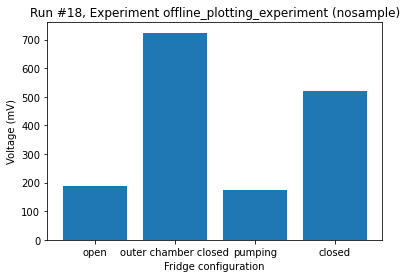 Run #18, Experiment offline_plotting_experiment (nosample)
Voltage (mV)
700
600
500
400
300
200
100
0
open outer chamber closed pumping closed
Fridge configuration